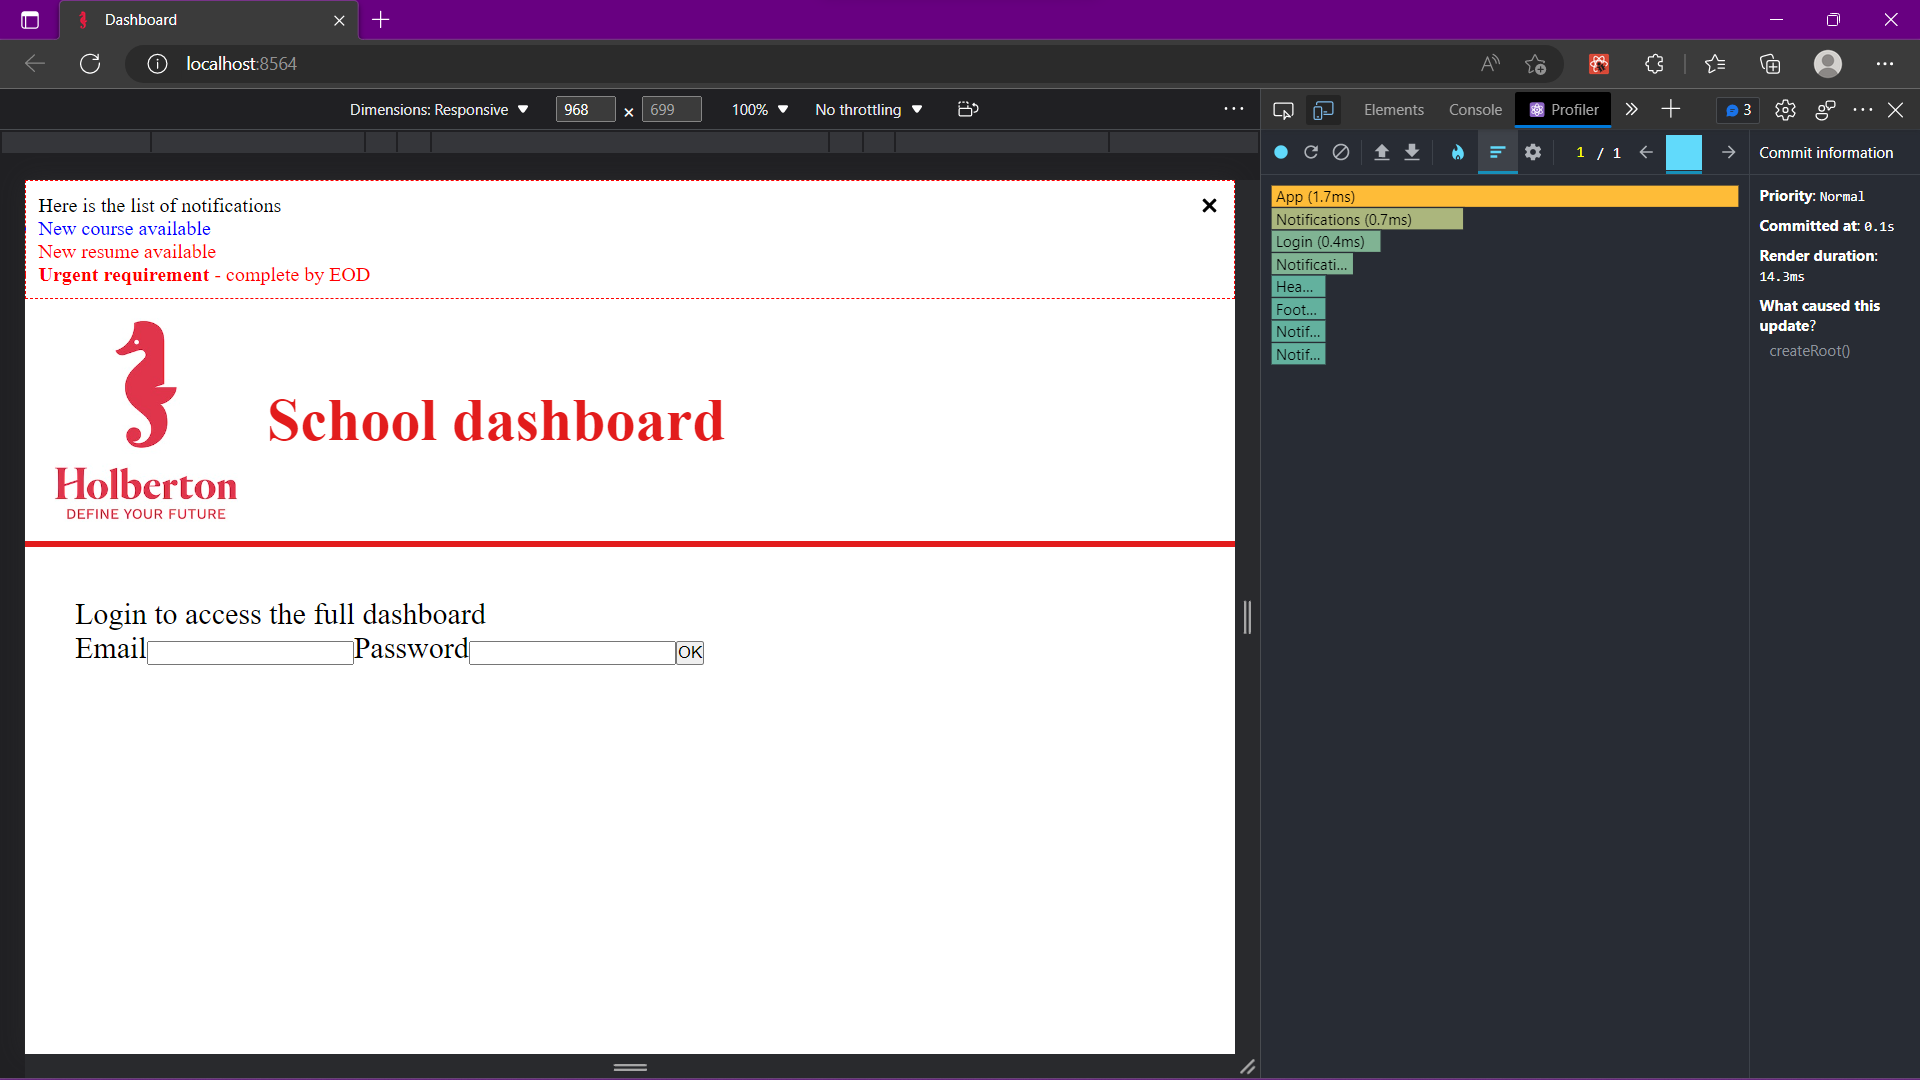 Dashboard
localhost:8564
Dimensions: Responsive 968 × 699 100% No throttling
Elements Console Profiler 3
1 / 1
Here is the list of notifications
New course available
New resume available
Urgent requirement - complete by EOD
Holberton
DEFINE YOUR FUTURE
School dashboard
Login to access the full dashboard
Email Password OK
App (1.7ms)
Notifications (0.7ms)
Login (0.4ms)
Notificati...
Hea...
Foot...
Notif...
Notif...
Commit information
Priority: Normal
Committed at: 0.1s
Render duration:
14.3ms
What caused this
update?
createRoot()